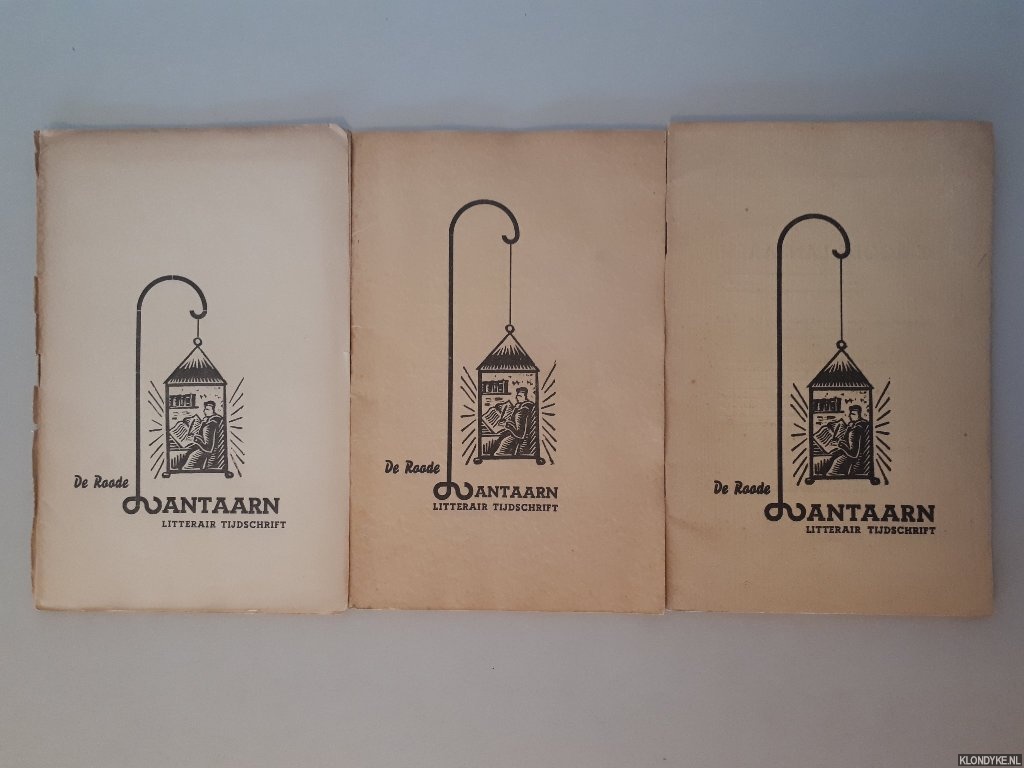 De Roode
LANTAARN
LITTERAIR TIJDSCHRIFT
De Roode
LANTAARN
LITTERAIR TIJDSCHRIFT
De Roode
LANTAARN
LITTERAIR TIJDSCHRIFT
KLONDYKE.NL